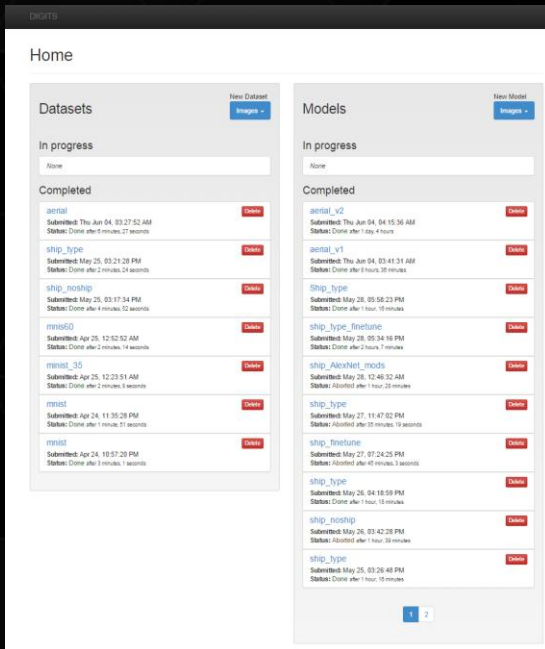 DIGITS
Home
Datasets
New Dataset
Images
In progress
None
Completed
aerial
Delete
Submitted: Thu Jun 04, 03:27:52 AM
Status: Done after 6 minutes, 27 seconds
ship_type
Delete
Submitted: May 25, 03:21:28 PM
Status: Done after 2 minutes, 24 seconds
ship_noship
Delete
Submitted: May 25, 03:17:34 PM
Status: Done after 4 minutes, 52 seconds
mnis60
Delete
Submitted: Apr 25, 12:52:52 AM
Status: Done after 2 minutes, 14 seconds
minist_35
Delete
Submitted: Apr 25, 12:23:51 AM
Status: Done after 2 minutes, 8 seconds
mnist
Delete
Submitted: Apr 24, 11:35:28 PM
Status: Done after 1 minute, 51 seconds
mnist
Delete
Submitted: Apr 24, 10:57:20 PM
Status: Done after 3 minutes, 1 seconds
Models
New Model
Images
In progress
None
Completed
aerial_v2
Delete
Submitted: Thu Jun 04, 04:15:36 AM
Status: Done after 1 day, 4 hours
aerial_v1
Delete
Submitted: Thu Jun 04, 03:41:31 AM
Status: Done after hours, 35 minutes
Ship_type
Delete
Submitted: May 28, 05:58:23 PM
Status: Done after 1 hour, 15 minutes
ship_type_finetune
Delete
Submitted: May 28, 05:34:16 PM
Status: Done after 2 hours, 7 minutes
ship_AlexNet_mods
Delete
Submitted: May 28, 12:46:32 AM
Status: Aborted after 1 hour, 28 minutes
ship_type
Delete
Submitted: May 27, 11:47:02 PM
Status: Aborted after 35 minutes, 19 seconds
ship_finetune
Delete
Submitted: May 27, 07:24:25 PM
Status: Aborted after 45 minutes, 3 seconds
ship_type
Delete
Submitted: May 26, 04:18:59 PM
Status: Done after 1 hour, 15 minutes
ship_noship
Delete
Submitted: May 26, 03:42:28 PM
Status: Aborted after 1 hour, 39 minutes
ship_type
Delete
Submitted: May 25, 03:26:48 PM
Status: Done after 1 hour, 15 minutes
1 2